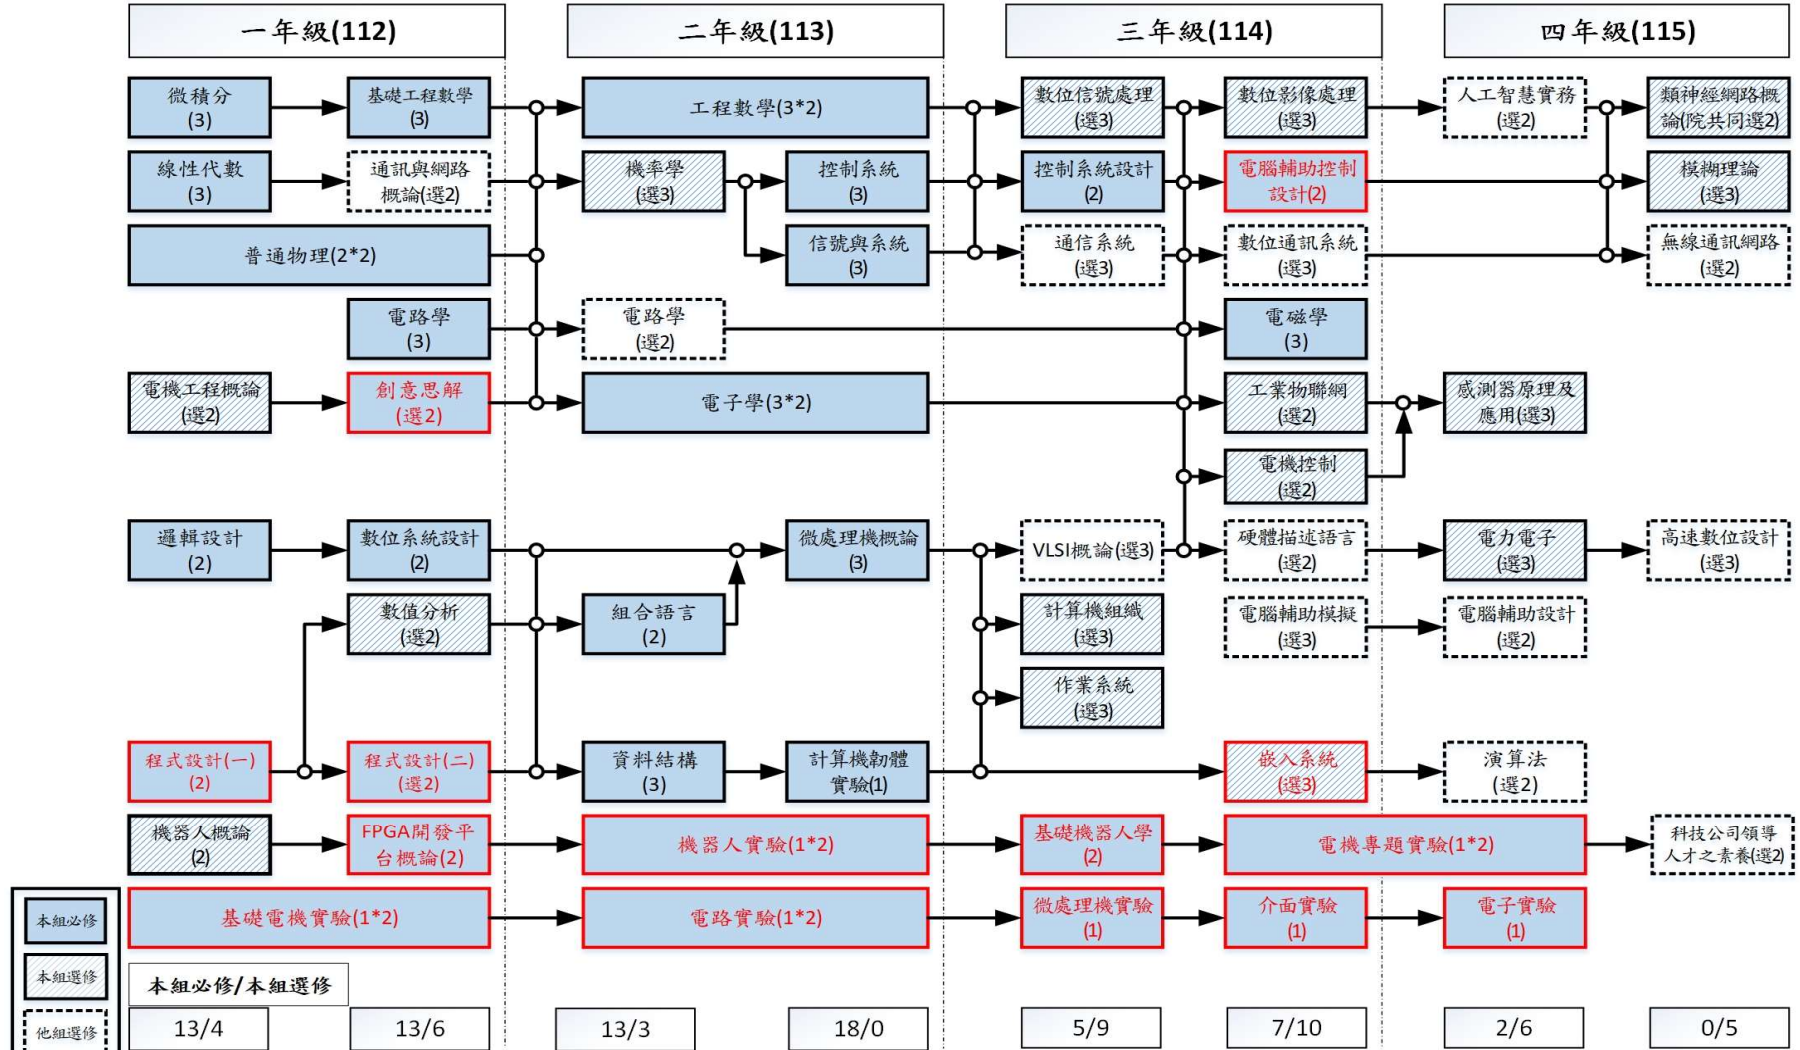 一年級(112)
二年級(113)
三年級(114)
四年級(115)
微積分
(3)
基礎工程數學
(3)
工程數學(3*2)
數位信號處理
(選3)
數位影像處理
(選3)
人工智慧實務
(選2)
類神經網路概
論(院共同選2)
線性代數
(3)
通訊與網路
概論(選2)
機率學
(選3)
控制系統
(3)
控制系統設計
(2)
電腦輔助控制
設計(2)
模糊理論
(選3)
普通物理(2*2)
信號與系統
(3)
通信系統
(選3)
數位通訊系統
(選3)
無線通訊網路
(選2)
電路學
(3)
電路學
(選2)
電磁學
(3)
電機工程概論
(選2)
創意思解
(選2)
電子學(3*2)
工業物聯網
(選2)
感測器原理及
應用(選3)
電機控制
(選2)
邏輯設計
(2)
數位系統設計
(2)
微處理機概論
(3)
VLSI概論(選3)
硬體描述語言
(選2)
電力電子
(選3)
高速數位設計
(選3)
數值分析
(選2)
組合語言
(2)
計算機組織
(選3)
電腦輔助模擬
(選3)
電腦輔助設計
(選2)
作業系統
(選3)
程式設計(一)
(2)
程式設計(二)
(選2)
資料結構
(3)
計算機韌體
實驗(1)
嵌入系統
(選3)
演算法
(選2)
機器人概論
(2)
FPGA開發平
台概論(2)
機器人實驗(1*2)
基礎機器人學
(2)
電機專題實驗(1*2)
科技公司領導
人才之素養(選2)
基礎電機實驗(1*2)
電路實驗(1*2)
微處理機實驗
(1)
介面實驗
(1)
電子實驗
(1)
本組必修
本組選修
他組選修
本組必修/本組選修
13/4
13/6
13/3
18/0
5/9
7/10
2/6
0/5